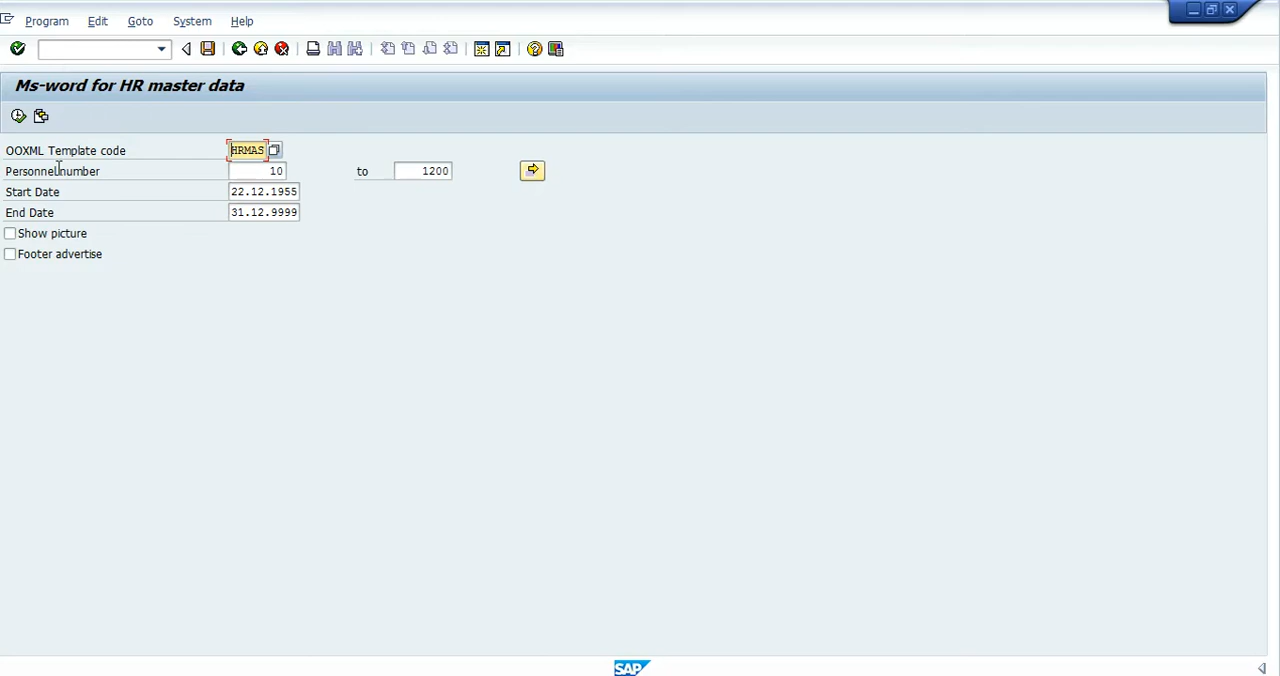 Program Edit Goto System Help
Ms-word for HR master data
OOXML Template code HRMAS
Personnel number 10 to 1200
Start Date 22.12.1955
End Date 31.12.9999
Show picture
Footer advertise
SAP